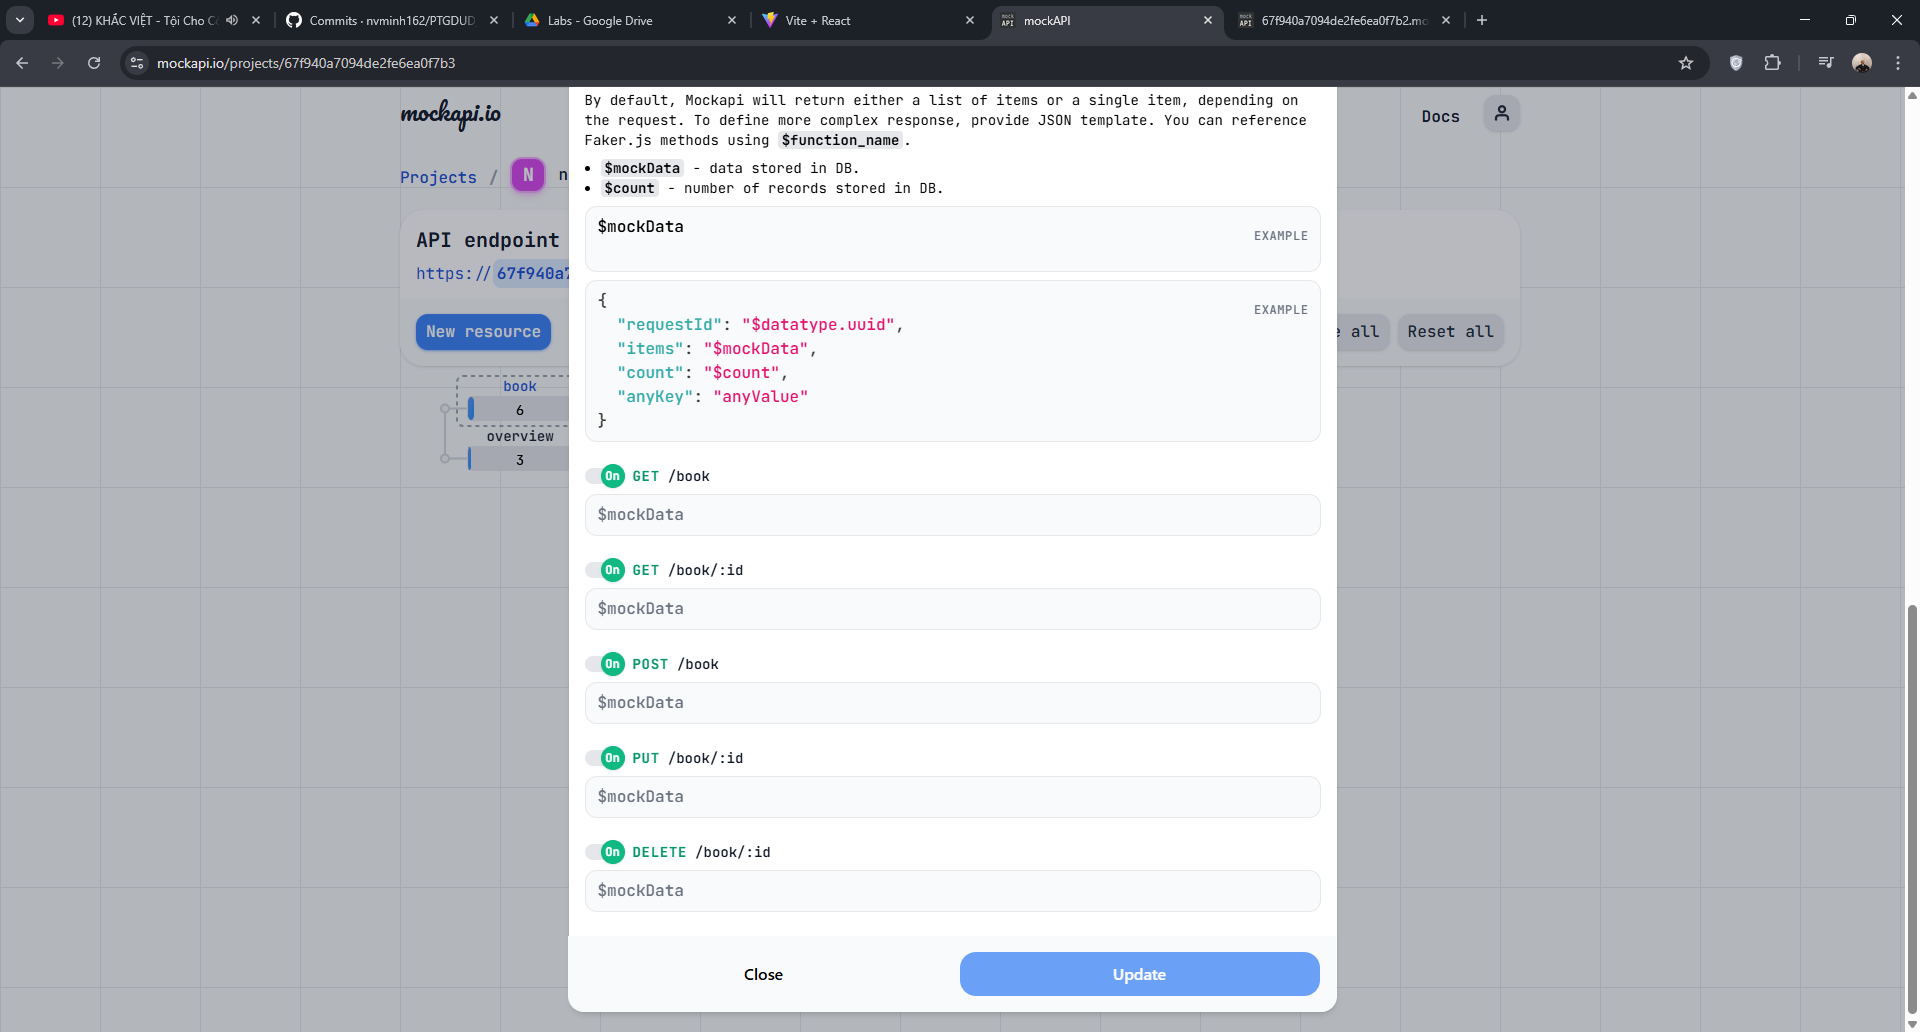 (12) KHẮC VIỆT - Tội Cho C
Commits · nvminh162/PTGDUD
Labs - Google Drive
Vite + React
mock API
mockAPI
mock API
67f940a7094de2fe6ea0f7b2.mo
mockapi.io/projects/67f940a7094de2fe6ea0f7b3
mockapi.io
Docs
Projects / N n
API endpoint
https://67f940a7
New resource
all
Reset all
book
6
overview
3
By default, Mockapi will return either a list of items or a single item, depending on
the request. To define more complex response, provide JSON template. You can reference
Faker.js methods using $function_name.
• $mockData - data stored in DB.
• $count - number of records stored in DB.
$mockData
EXAMPLE
{
EXAMPLE
"requestId": "$datatype.uuid",
"items": "$mockData",
"count": "$count",
"anyKey": "anyValue"
}
On GET /book
$mockData
On GET /book/:id
$mockData
On POST /book
$mockData
On PUT /book/:id
$mockData
On DELETE /book/:id
$mockData
Close
Update